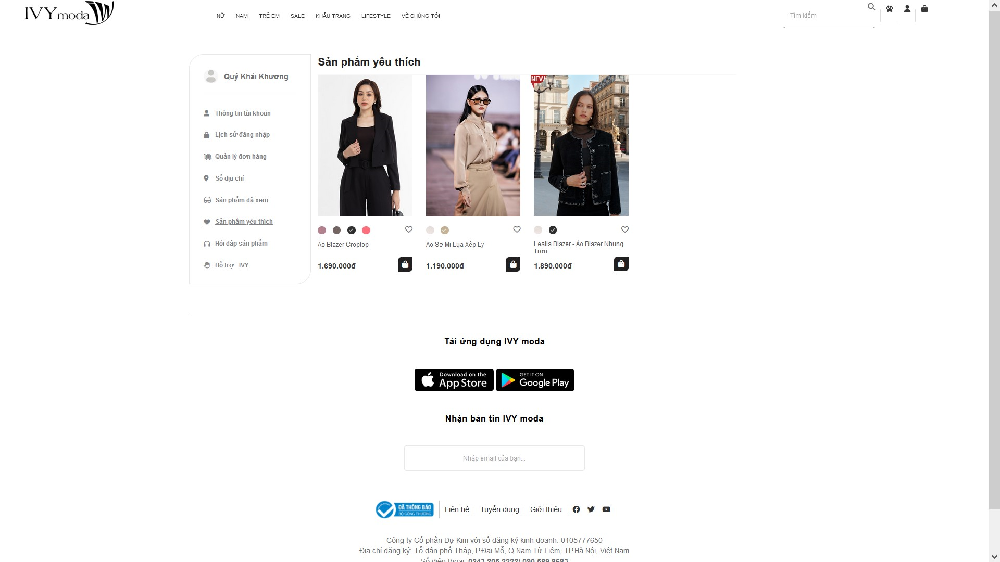 IVY moda
NỮ NAM TRẺ EM SALE KHẨU TRANG LIFESTYLE VỀ CHÚNG TÔI
Tìm kiếm
Quý Khải Khương
Thông tin tài khoản
Lịch sử đăng nhập
Quản lý đơn hàng
Số địa chỉ
Sản phẩm đã xem
Sản phẩm yêu thích
Hỏi đáp sản phẩm
Hỗ trợ - IVY
Sản phẩm yêu thích
Áo Blazer Croptop
1.690.000đ
Áo Sơ Mi Lụa Xếp Ly
1.190.000đ
NEW
Lealia Blazer - Áo Blazer Nhung
Trơn
1.890.000đ
Tải ứng dụng IVY moda
Download on the
App Store
GET IT ON
Google Play
Nhận bản tin IVY moda
Nhập email của bạn...
ĐÃ THÔNG BÁO
BỘ CÔNG THƯƠNG
Liên hệ Tuyển dụng Giới thiệu
Công ty Cổ phần Dự Kim với số đăng ký kinh doanh: 0105777650
Địa chỉ đăng ký: Tổ dân phố Tháp, P.Đại Mỗ, Q.Nam Từ Liêm, TP.Hà Nội, Việt Nam
Số điện thoại: 0243 205 2222/ 090 589 8683